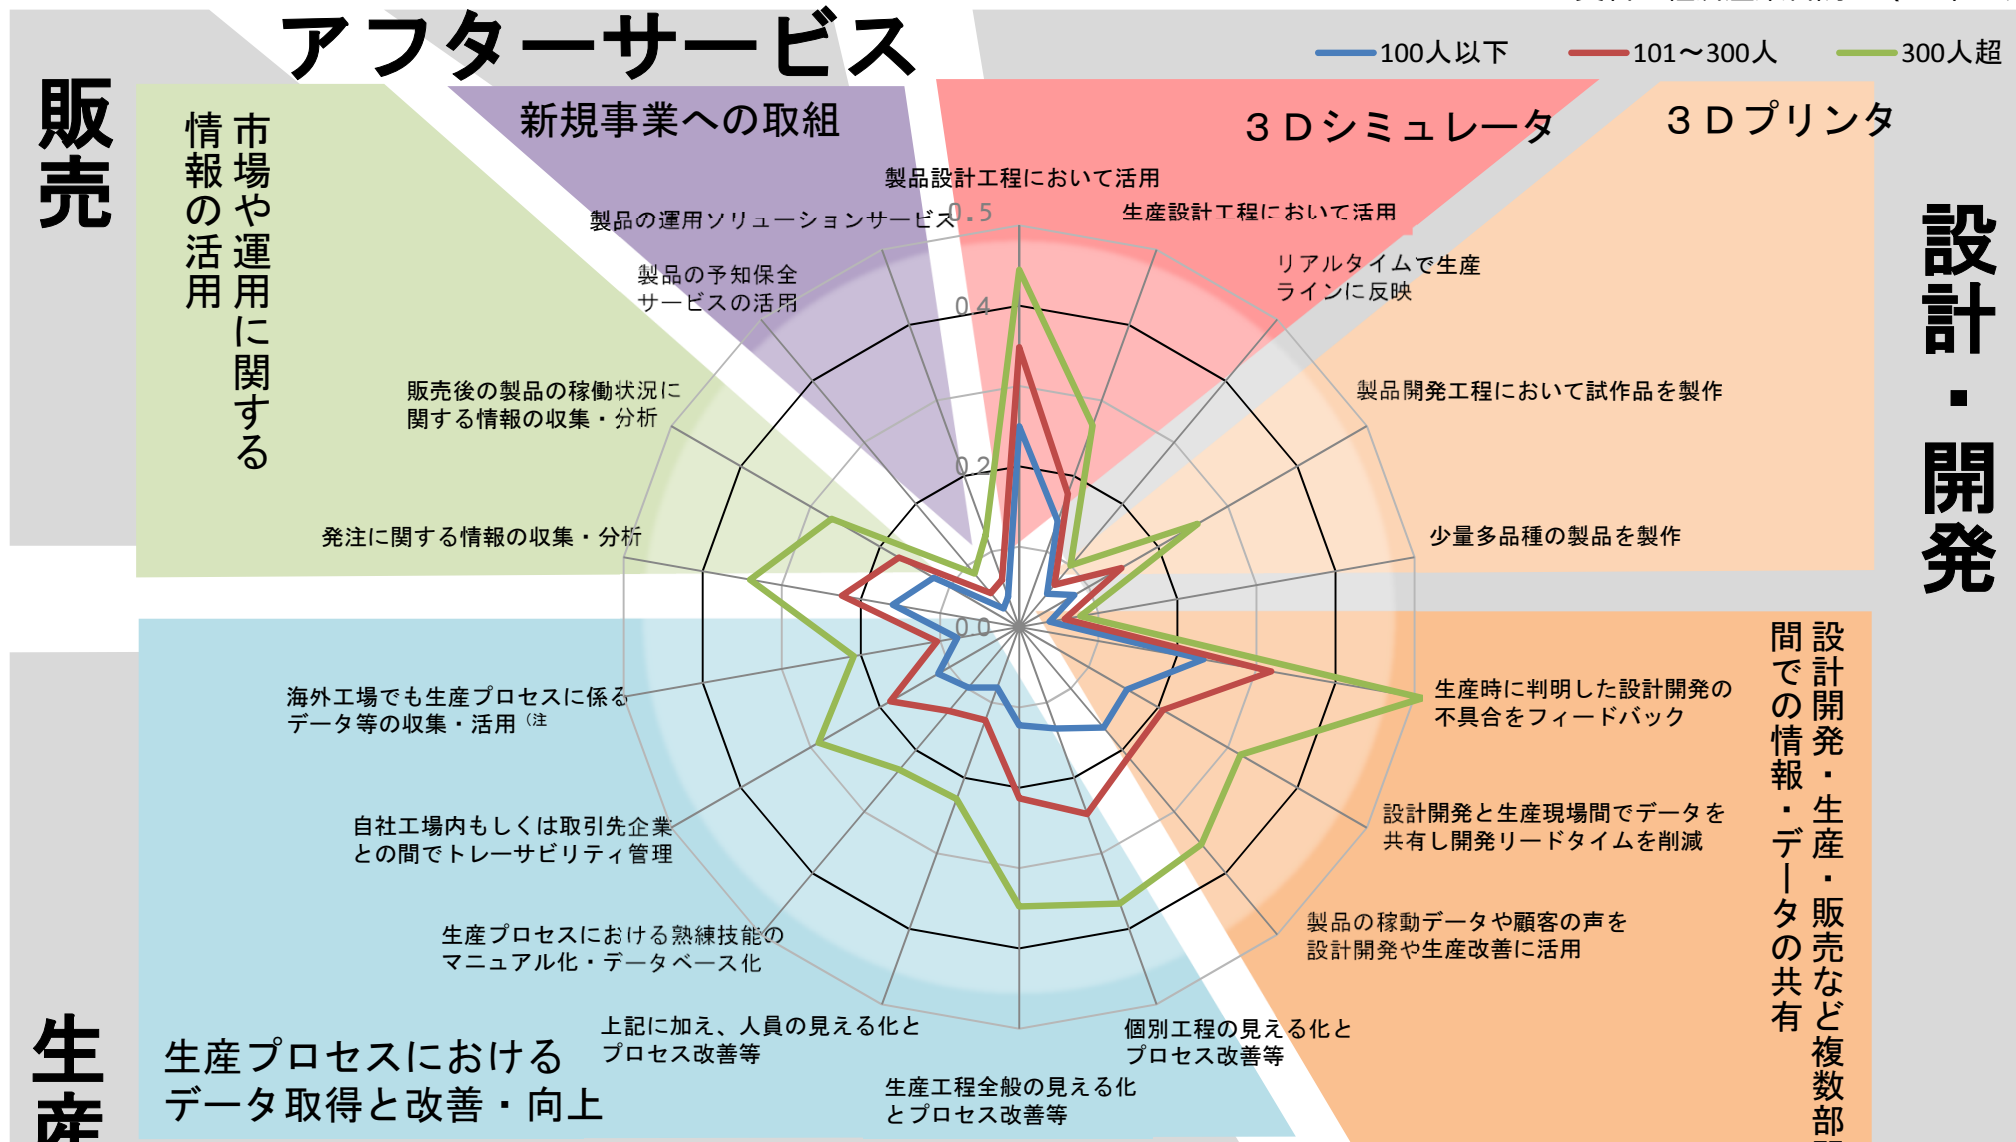 アフターサービス
100人以下
101～300人
300人超
販売
市場や運用に関する
情報の活用
新規事業への取組
３Ｄシミュレータ
３Ｄプリンタ
設計・開発
製品設計工程において活用
生産設計工程において活用
リアルタイムで生産
ラインに反映
製品開発工程において試作品を製作
少量多品種の製品を製作
生産時に判明した設計開発の
不具合をフィードバック
設計開発と生産現場間でデータを
共有し開発リードタイムを削減
製品の稼動データや顧客の声を
設計開発や生産改善に活用
個別工程の見える化と
プロセス改善等
生産工程全般の見える化
とプロセス改善等
上記に加え、人員の見える化と
プロセス改善等
生産プロセスにおける熟練技能の
マニュアル化・データベース化
自社工場内もしくは取引先企業
との間でトレーサビリティ管理
海外工場でも生産プロセスに係る
データ等の収集・活用（注
発注に関する情報の収集・分析
販売後の製品の稼働状況に
関する情報の収集・分析
製品の予知保全
サービスの活用
製品の運用ソリューションサービス
0.5
0.4
0.2
0.0
設計開発・生産・販売など複数部
間での情報・データの共有
生産プロセスにおける
データ取得と改善・向上
生産